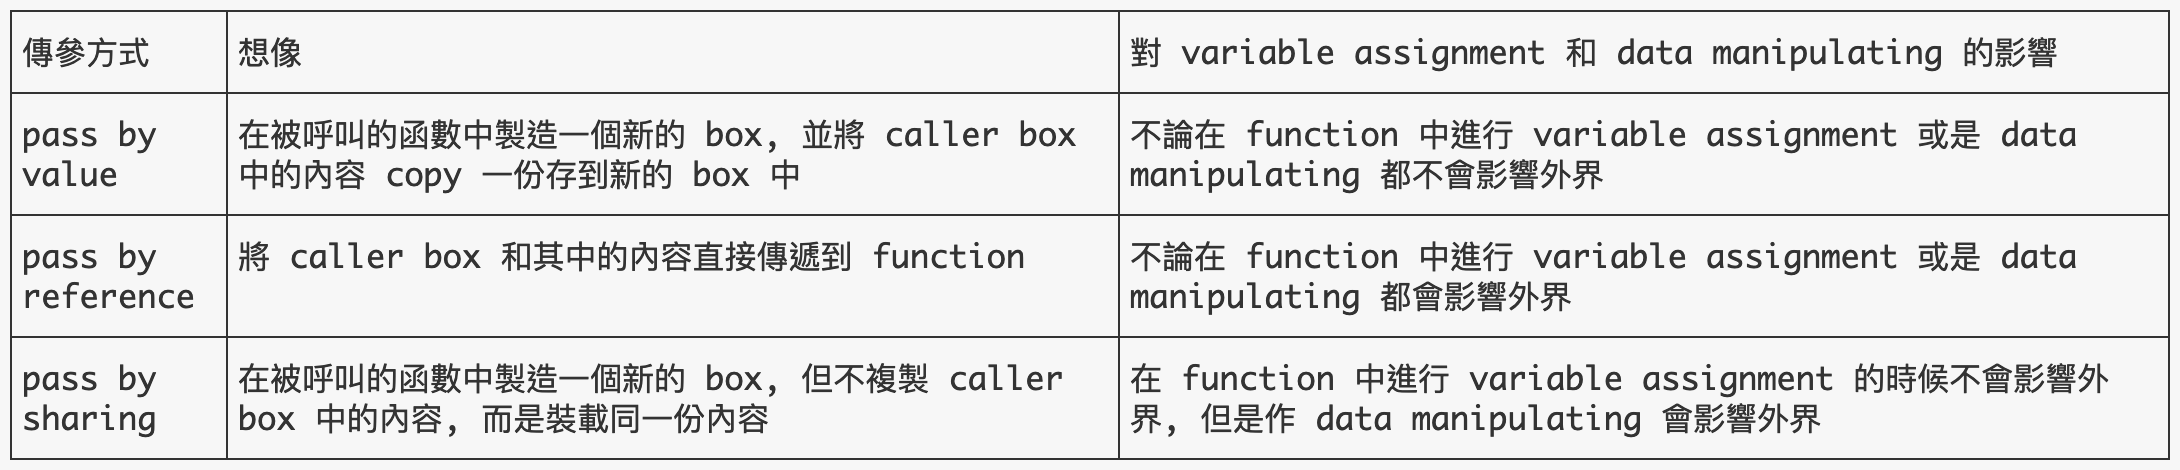 傳參方式
想像
對 variable assignment 和 data manipulating 的影響
pass by
value
在被呼叫的函數中製造一個新的 box, 並將 caller box
中的內容 copy 一份存到新的 box 中
不論在 function 中進行 variable assignment 或是 data
manipulating 都不會影響外界
pass by
reference
將 caller box 和其中的內容直接傳遞到 function
不論在 function 中進行 variable assignment 或是 data
manipulating 都會影響外界
pass by
sharing
在被呼叫的函數中製造一個新的 box, 但不複製 caller
box 中的內容, 而是裝載同一份內容
在 function 中進行 variable assignment 的時候不會影響外
界, 但是作 data manipulating 會影響外界